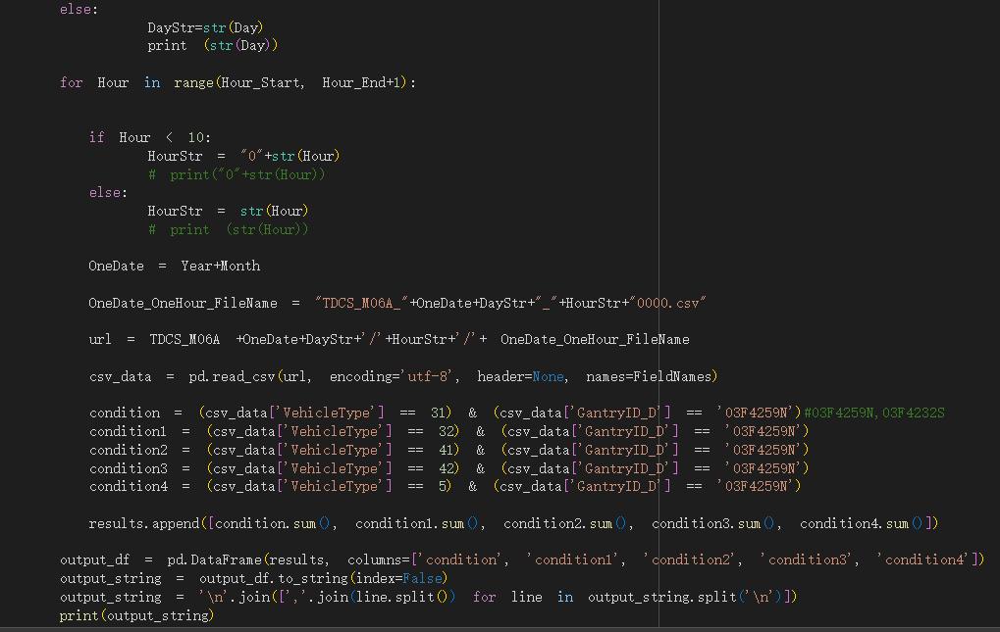 else:
DayStr=str(Day)
print (str(Day))
for Hour in range(Hour_Start, Hour_End+1):
if Hour < 10:
HourStr = "0"+str(Hour)
# print("0"+str(Hour))
else:
HourStr = str(Hour)
# print (str(Hour))
OneDate = Year+Month
OneDate_OneHour_FileName = "TDCS_M06A_"+OneDate+DayStr+"_"+HourStr+"0000.csv"
url = TDCS_M06A +OneDate+DayStr+'/'+HourStr+'/'+ OneDate_OneHour_FileName
csv_data = pd.read_csv(url, encoding='utf-8', header=None, names=FieldNames)
condition = (csv_data['VehicleType'] == 31) & (csv_data['GantryID_D'] == '03F4259N')#03F4259N,03F4232S
condition1 = (csv_data['VehicleType'] == 32) & (csv_data['GantryID_D'] == '03F4259N')
condition2 = (csv_data['VehicleType'] == 41) & (csv_data['GantryID_D'] == '03F4259N')
condition3 = (csv_data['VehicleType'] == 42) & (csv_data['GantryID_D'] == '03F4259N')
condition4 = (csv_data['VehicleType'] == 5) & (csv_data['GantryID_D'] == '03F4259N')
results.append([condition.sum(), condition1.sum(), condition2.sum(), condition3.sum(), condition4.sum()])
output_df = pd.DataFrame(results, columns=['condition', 'condition1', 'condition2', 'condition3', 'condition4'])
output_string = output_df.to_string(index=False)
output_string = '\n'.join([','.join(line.split()) for line in output_string.split('\n')])
print(output_string)